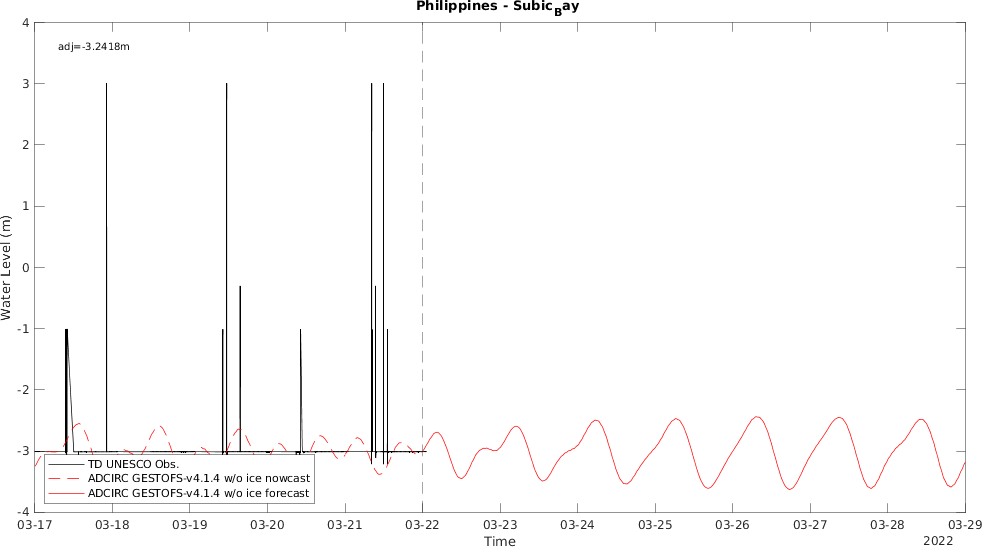 Philippines - Subic_Bay
adj=-3.2418m
Water Level (m)
4
3
2
1
0
-1
-2
-3
-4
TD UNESCO Obs.
ADCIRC GESTOFS-v4.1.4 w/o ice nowcast
ADCIRC GESTOFS-v4.1.4 w/o ice forecast
03-17 03-18 03-19 03-20 03-21 03-22 03-23 03-24 03-25 03-26 03-27 03-28 03-29
Time
2022